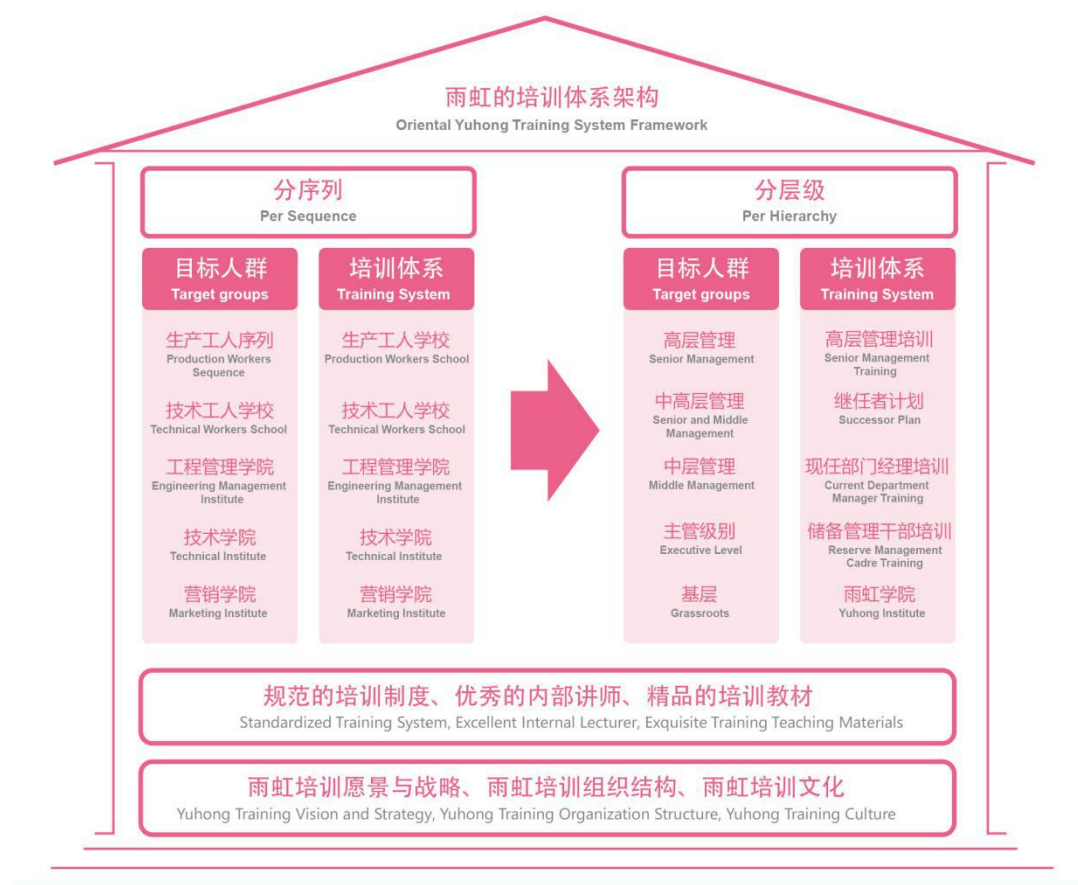 雨虹的培训体系架构
Oriental Yuhong Training System Framework
分序列
Per Sequence
目标人群
Target groups
生产工人序列
Production Workers
Sequence
技术工人学校
Technical Workers School
工程管理学院
Engineering Management
Institute
技术学院
Technical Institute
营销学院
Marketing Institute
培训体系
Training System
生产工人学校
Production Workers School
技术工人学校
Technical Workers School
工程管理学院
Engineering Management
Institute
技术学院
Technical Institute
营销学院
Marketing Institute
分层级
Per Hierarchy
目标人群
Target groups
高层管理
Senior Management
中高层管理
Senior and Middle
Management
中层管理
Middle Management
主管级别
Executive Level
基层
Grassroots
培训体系
Training System
高层管理培训
Senior Management
Training
继任者计划
Successor Plan
现任部门经理培训
Current Department
Manager Training
储备管理干部培训
Reserve Management
Cadre Training
雨虹学院
Yuhong Institute
规范的培训制度、优秀的内部讲师、精品的培训教材
Standardized Training System, Excellent Internal Lecturer, Exquisite Training Teaching Materials
雨虹培训愿景与战略、雨虹培训组织结构、雨虹培训文化
Yuhong Training Vision and Strategy, Yuhong Training Organization Structure, Yuhong Training Culture